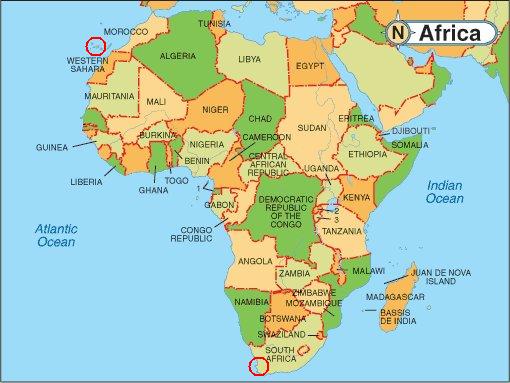 N Africa
MOROCCO
TUNISIA
ALGERIA
LIBYA
EGYPT
WESTERN
SAHARA
MAURITANIA
MALI
NIGER
CHAD
SUDAN
ERITREA
DJIBOUTI
SOMALIA
BURKINA
GUINEA
NIGERIA
CAMEROON
BENIN
CENTRAL
AFRICAN
REPUBLIC
ETHIOPIA
LIBERIA
GHANA
TOGO
UGANDA
1
GABON
DEMOCRATIC
REPUBLIC
OF THE
CONGO
KENYA
2
3
Indian
Ocean
CONGO
REPUBLIC
TANZANIA
Atlantic
Ocean
ANGOLA
ZAMBIA
MALAWI
JUAN DE NOVA
ISLAND
ZIMBABWE
MOZAMBIQUE
MADAGASCAR
NAMIBIA
BOTSWANA
BASSIS
DE INDIA
SWAZILAND
SOUTH
AFRICA